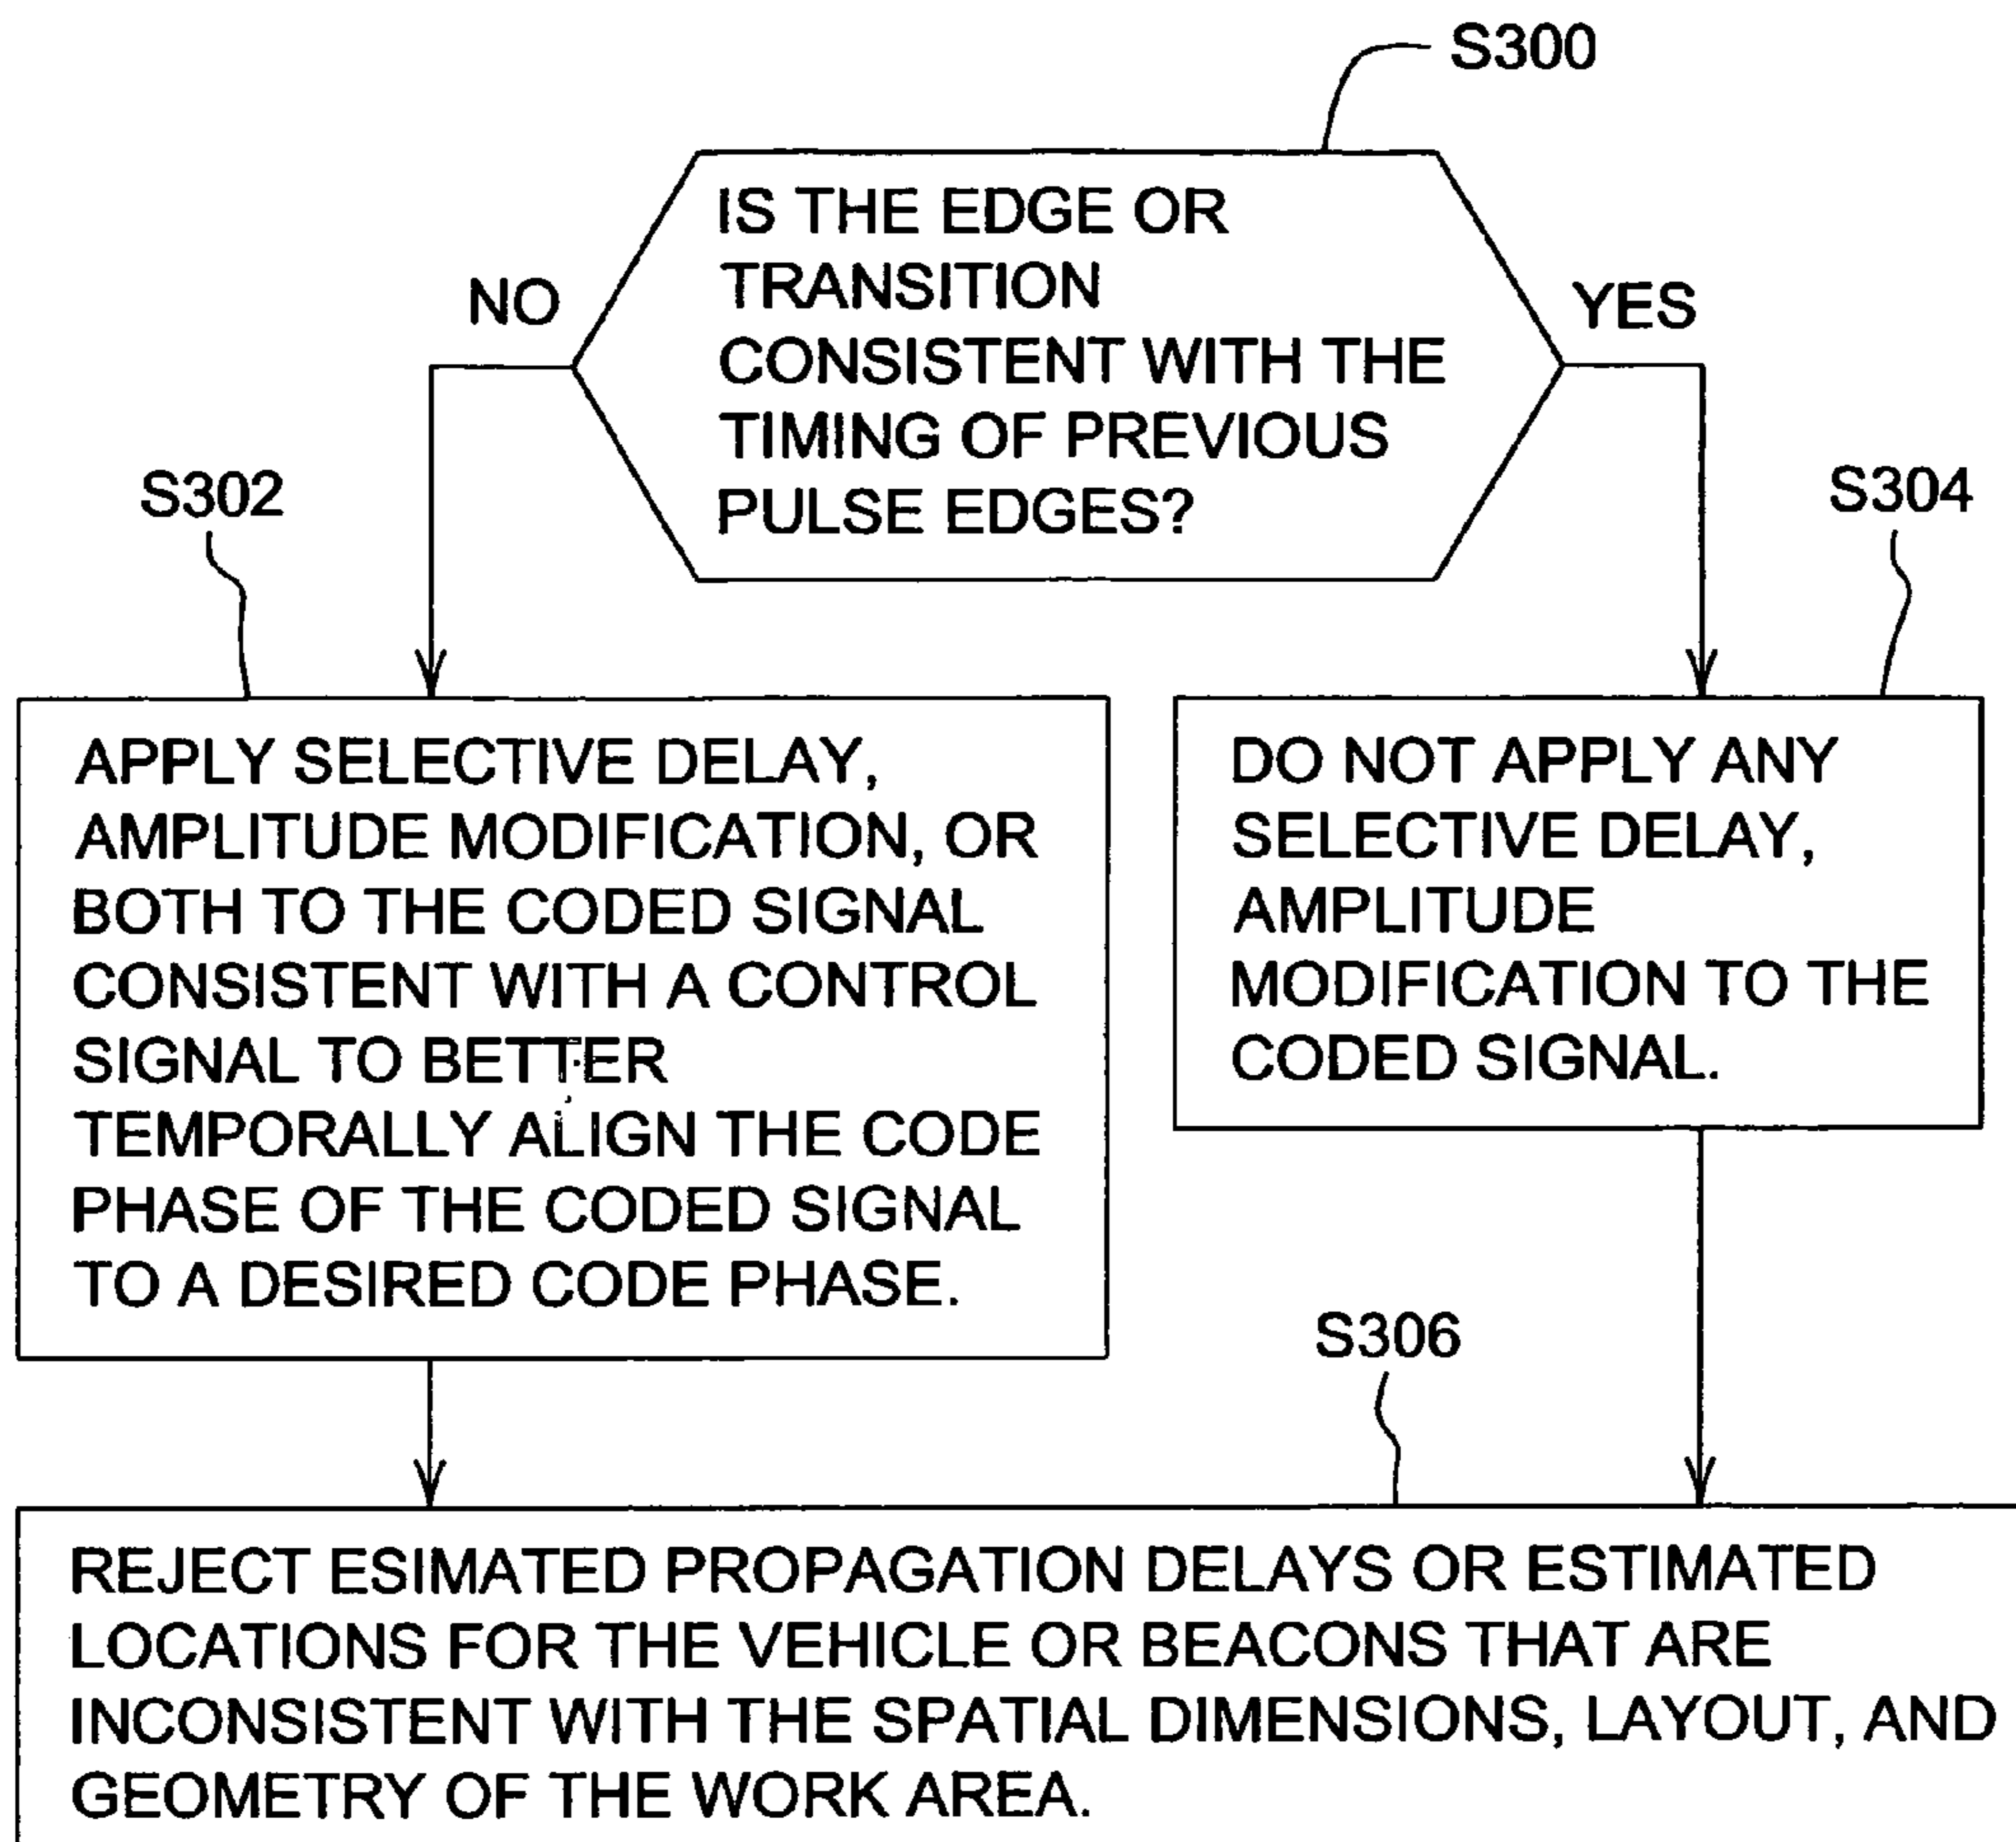 S300
IS THE EDGE OR
TRANSITION
CONSISTENT WITH THE
TIMING OF PREVIOUS
PULSE EDGES?
NO
YES
S302
S304
APPLY SELECTIVE DELAY,
AMPLITUDE MODIFICATION, OR
BOTH TO THE CODED SIGNAL
CONSISTENT WITH A CONTROL
SIGNAL TO BETTER
TEMPORALLY ALIGN THE CODE
PHASE OF THE CODED SIGNAL
TO A DESIRED CODE PHASE.
DO NOT APPLY ANY
SELECTIVE DELAY,
AMPLITUDE
MODIFICATION TO THE
CODED SIGNAL.
S306
REJECT ESIMATED PROPAGATION DELAYS OR ESTIMATED
LOCATIONS FOR THE VEHICLE OR BEACONS THAT ARE
INCONSISTENT WITH THE SPATIAL DIMENSIONS, LAYOUT, AND
GEOMETRY OF THE WORK AREA.